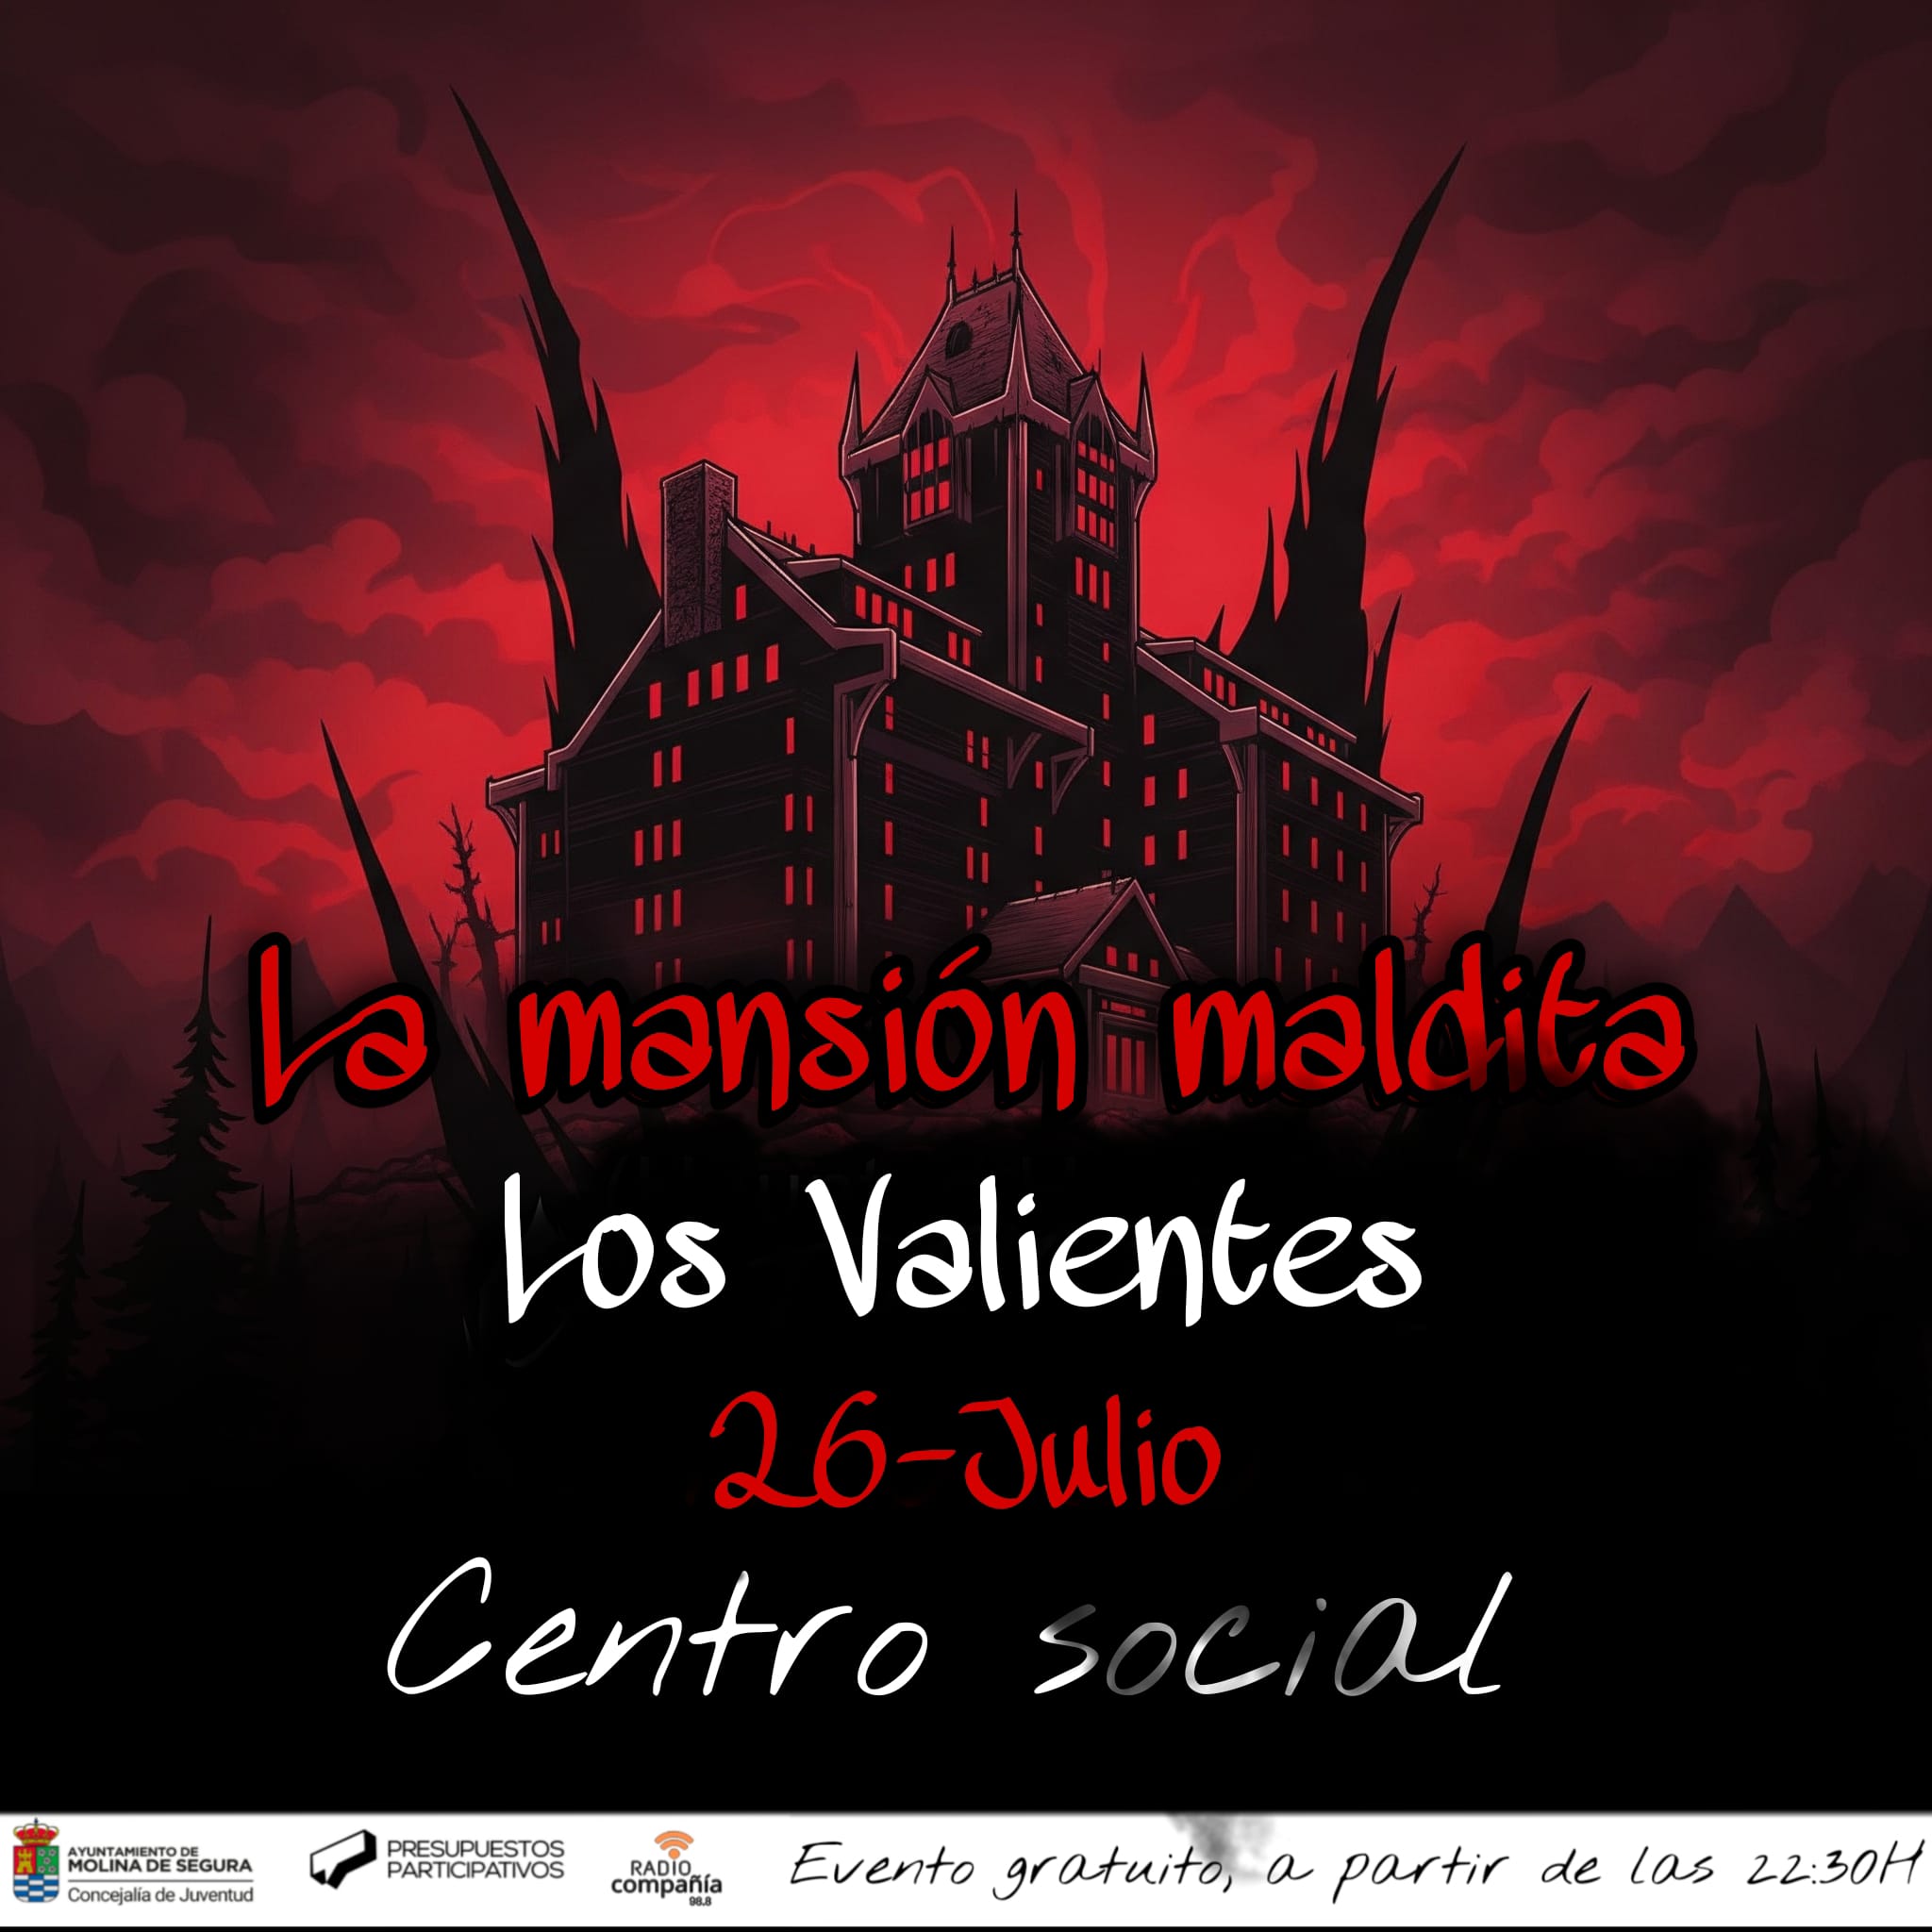 La mansión maldita
Los Valientes
26-Julio
Centro social
AYUNTAMIENTO DE
MOLINA DE SEGURA
Concejalía de Juventud
PRESUPUESTOS
PARTICIPATIVOS
RADIO
compañía
98.8
Evento gratuito, a partir de las 22:30H